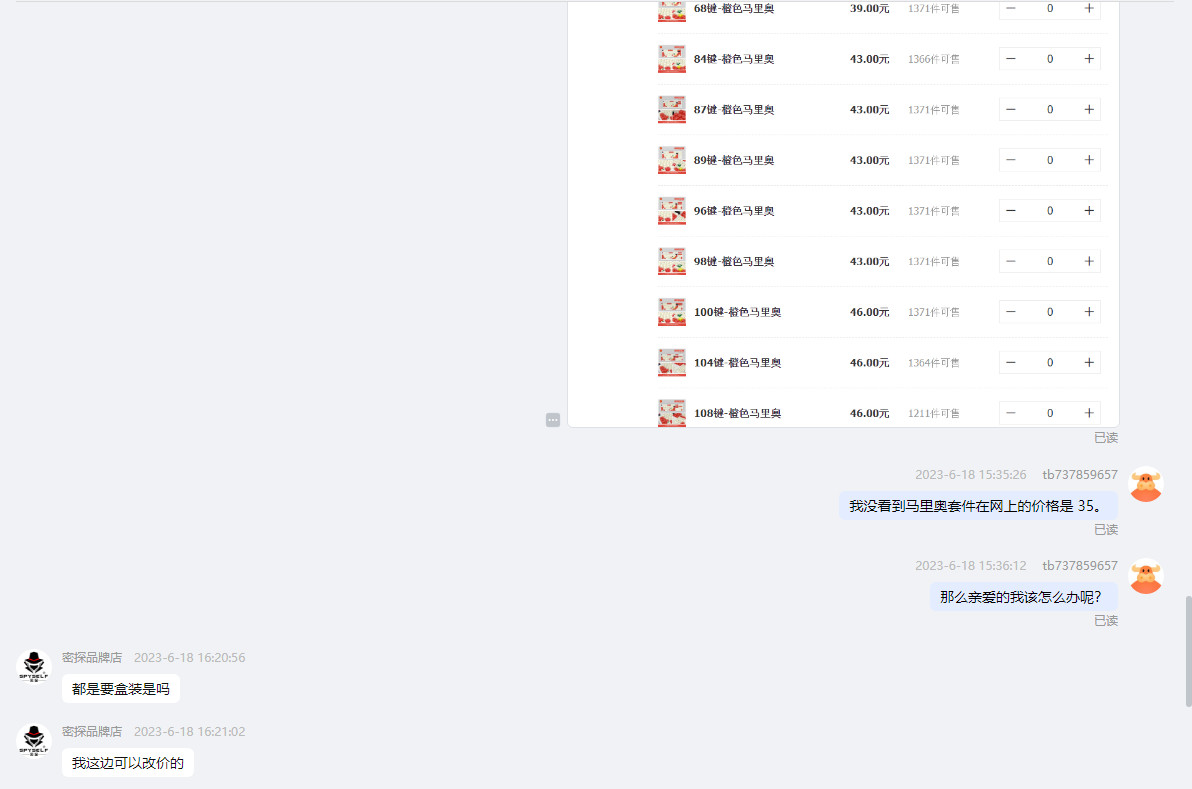 68键-橙色马里奥 39.00元 1371件可售 — 0 +
84键-橙色马里奥 43.00元 1366件可售 — 0 +
87键-橙色马里奥 43.00元 1371件可售 — 0 +
89键-橙色马里奥 43.00元 1371件可售 — 0 +
96键-橙色马里奥 43.00元 1371件可售 — 0 +
98键-橙色马里奥 43.00元 1371件可售 — 0 +
100键-橙色马里奥 46.00元 1371件可售 — 0 +
104键-橙色马里奥 46.00元 1364件可售 — 0 +
108键-橙色马里奥 46.00元 1211件可售 — 0 +
已读
2023-6-18 15:35:26 tb737859657
我没看到马里奥套件在网上的价格是 35。
已读
2023-6-18 15:36:12 tb737859657
那么亲爱的我该怎么办呢？
已读
密探品牌店 2023-6-18 16:20:56
SPYSELF
都是要盒装是吗
密探品牌店 2023-6-18 16:21:02
SPYSELF
我这边可以改价的